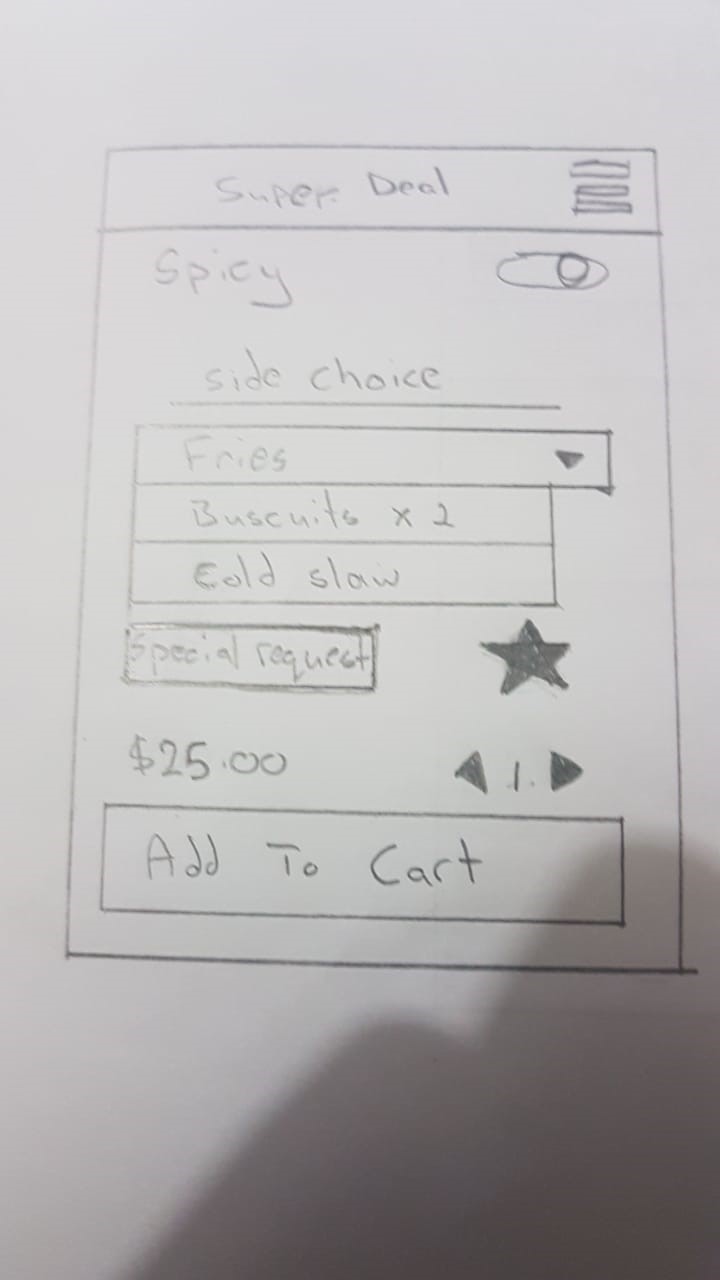 Super Deal
Spicy
side choice
Fries
Buscuits x 2
Cold slaw
Special request
$25.00
1.
Add To Cart